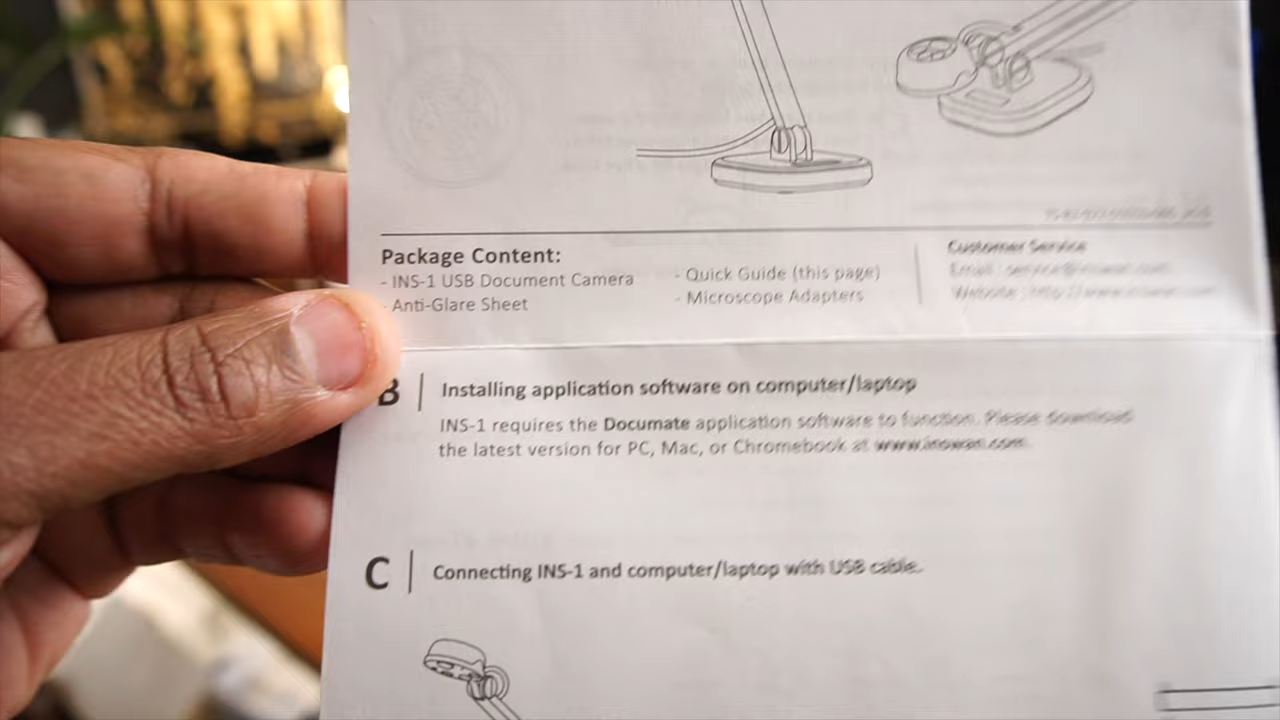 Package Content:
- INS-1 USB Document Camera
- Anti-Glare Sheet
- Quick Guide (this page)
- Microscope Adapters
Customer Service
Email : 
Website : 
B
Installing application software on computer/laptop
INS-1 requires the Documate application software to function. Please download
the latest version for PC, Mac, or Chromebook at
C
Connecting INS-1 and computer/laptop with USB cable.